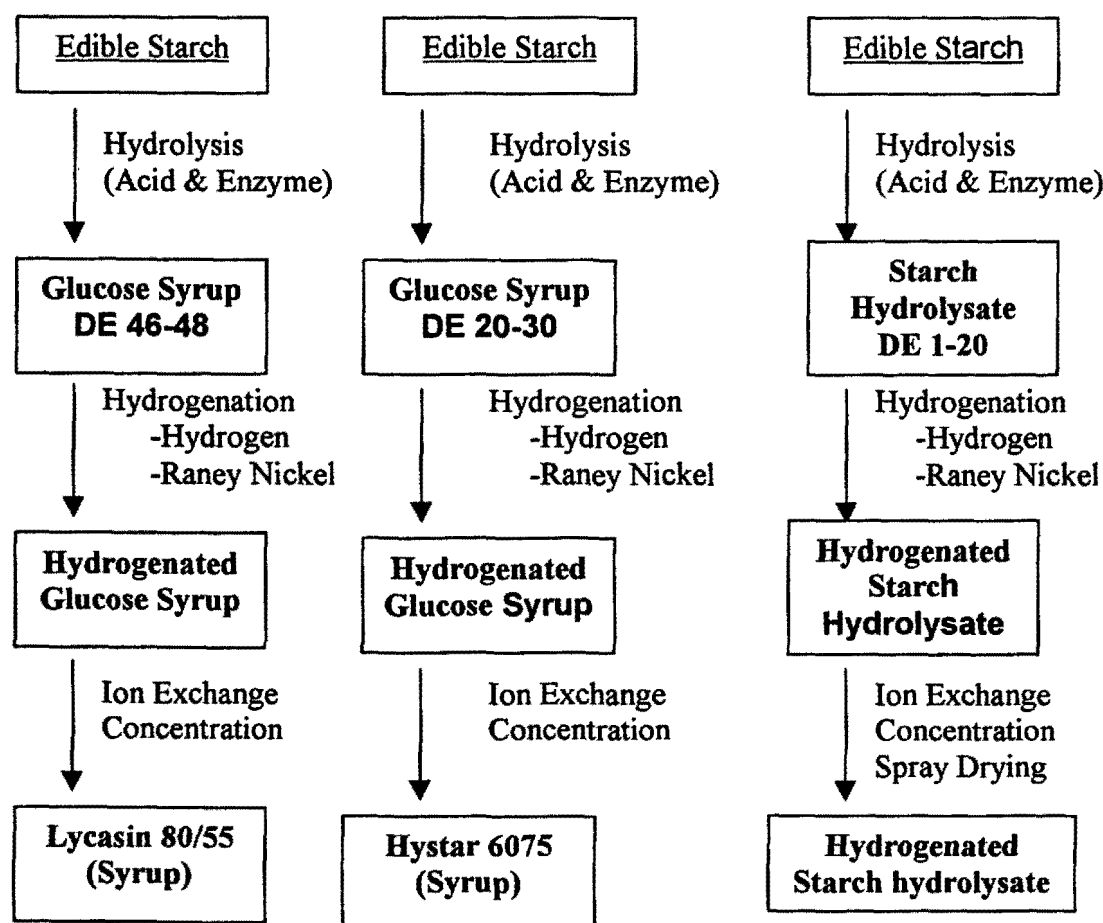 Edible Starch
Hydrolysis
(Acid & Enzyme)
Glucose Syrup
DE 46-48
Hydrogenation
-Hydrogen
-Raney Nickel
Hydrogenated
Glucose Syrup
Ion Exchange
Concentration
Lycasin 80/55
(Syrup)
Edible Starch
Hydrolysis
(Acid & Enzyme)
Glucose Syrup
DE 20-30
Hydrogenation
-Hydrogen
-Raney Nickel
Hydrogenated
Glucose Syrup
Ion Exchange
Concentration
Hystar 6075
(Syrup)
Edible Starch
Hydrolysis
(Acid & Enzyme)
Starch
Hydrolysate
DE 1-20
Hydrogenation
-Hydrogen
-Raney Nickel
Hydrogenated
Starch
Hydrolysate
Ion Exchange
Concentration
Spray Drying
Hydrogenated
Starch hydrolysate